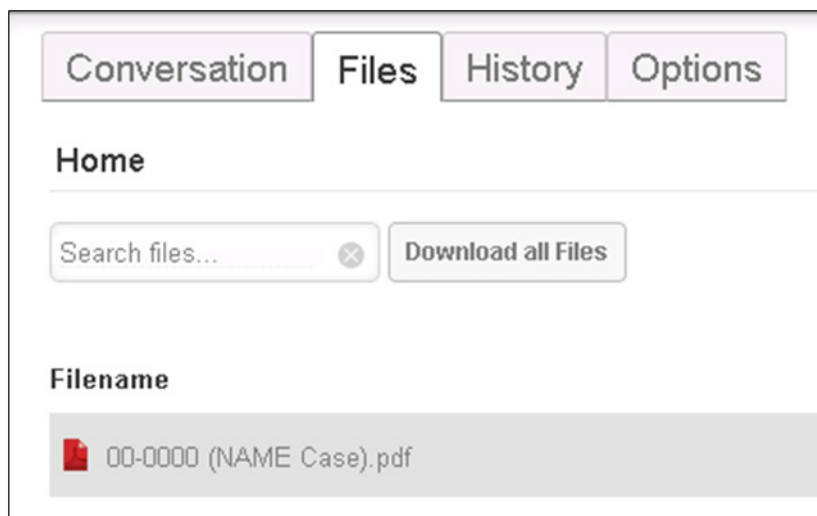 Conversation Files History Options
Home
Search files... Download all Files
Filename
00-0000 (NAME Case).pdf